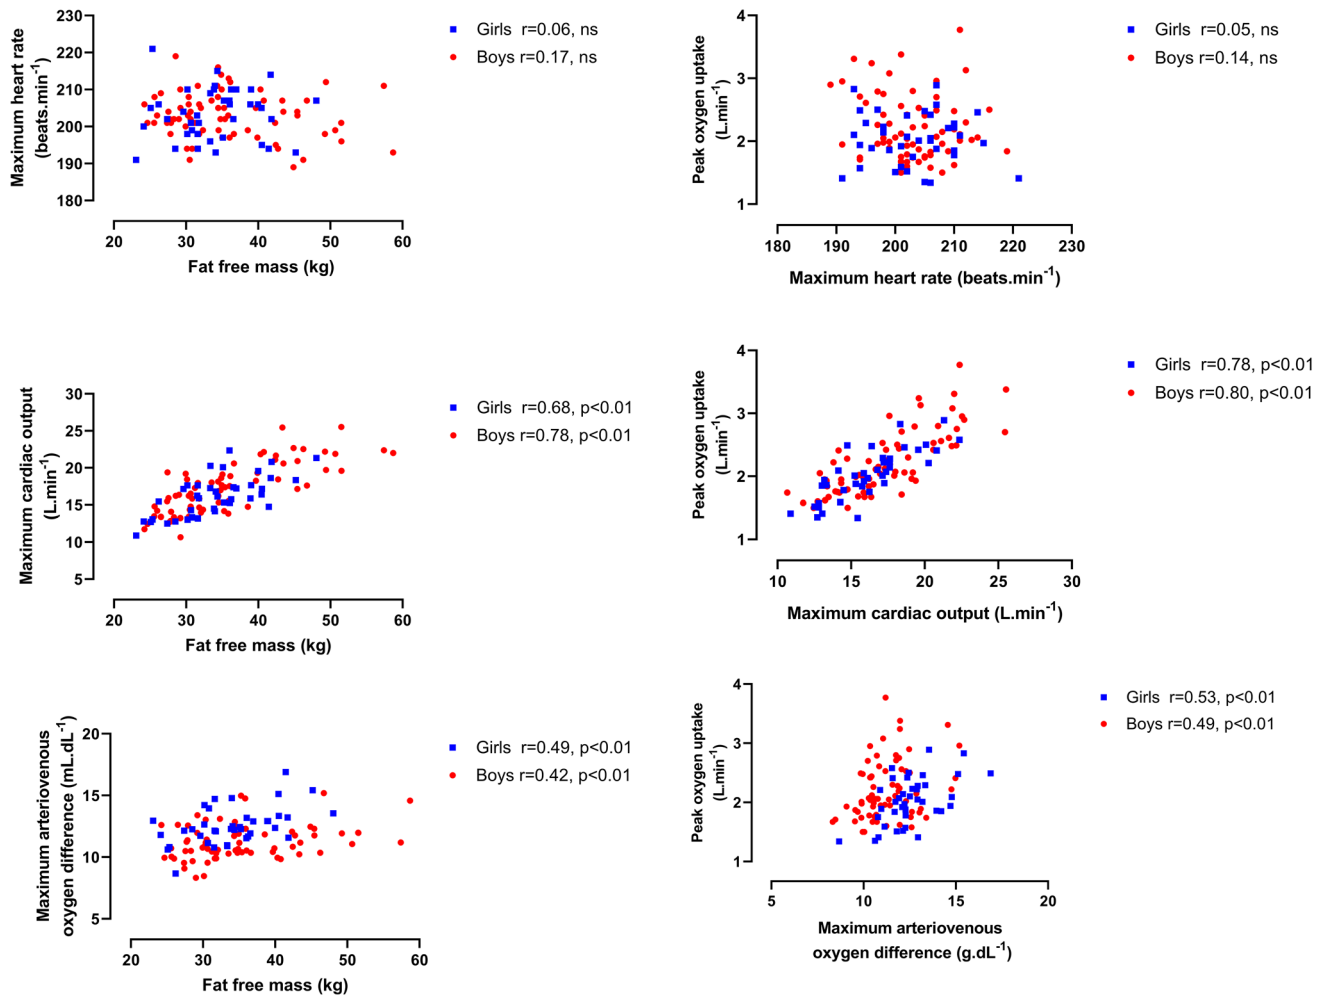 Maximum heart rate
(beats.min-1)
230
220
210
200
190
180
20 30 40 50 60
Fat free mass (kg)
Girls r=0.06, ns
Boys r=0.17, ns
Peak oxygen uptake
(L.min-1)
4
3
2
1
180 190 200 210 220 230
Maximum heart rate (beats.min-1)
Girls r=0.05, ns
Boys r=0.14, ns
Maximum cardiac output
(L.min-1)
30
25
20
15
10
5
20 30 40 50 60
Fat free mass (kg)
Girls r=0.68, p<0.01
Boys r=0.78, p<0.01
Peak oxygen uptake
(L.min-1)
4
3
2
1
10 15 20 25 30
Maximum cardiac output (L.min-1)
Girls r=0.78, p<0.01
Boys r=0.80, p<0.01
Maximum arteriovenous
oxygen difference (mL.dL-1)
20
15
10
5
20 30 40 50 60
Fat free mass (kg)
Girls r=0.49, p<0.01
Boys r=0.42, p<0.01
Peak oxygen uptake
(L.min-1)
4
3
2
1
5 10 15 20
Maximum arteriovenous
oxygen difference (g.dL-1)
Girls r=0.53, p<0.01
Boys r=0.49, p<0.01